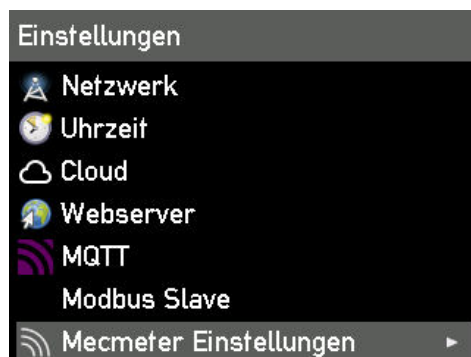 Einstellungen
Netzwerk
Uhrzeit
Cloud
Webserver
MQTT
Modbus Slave
Mecmeter Einstellungen